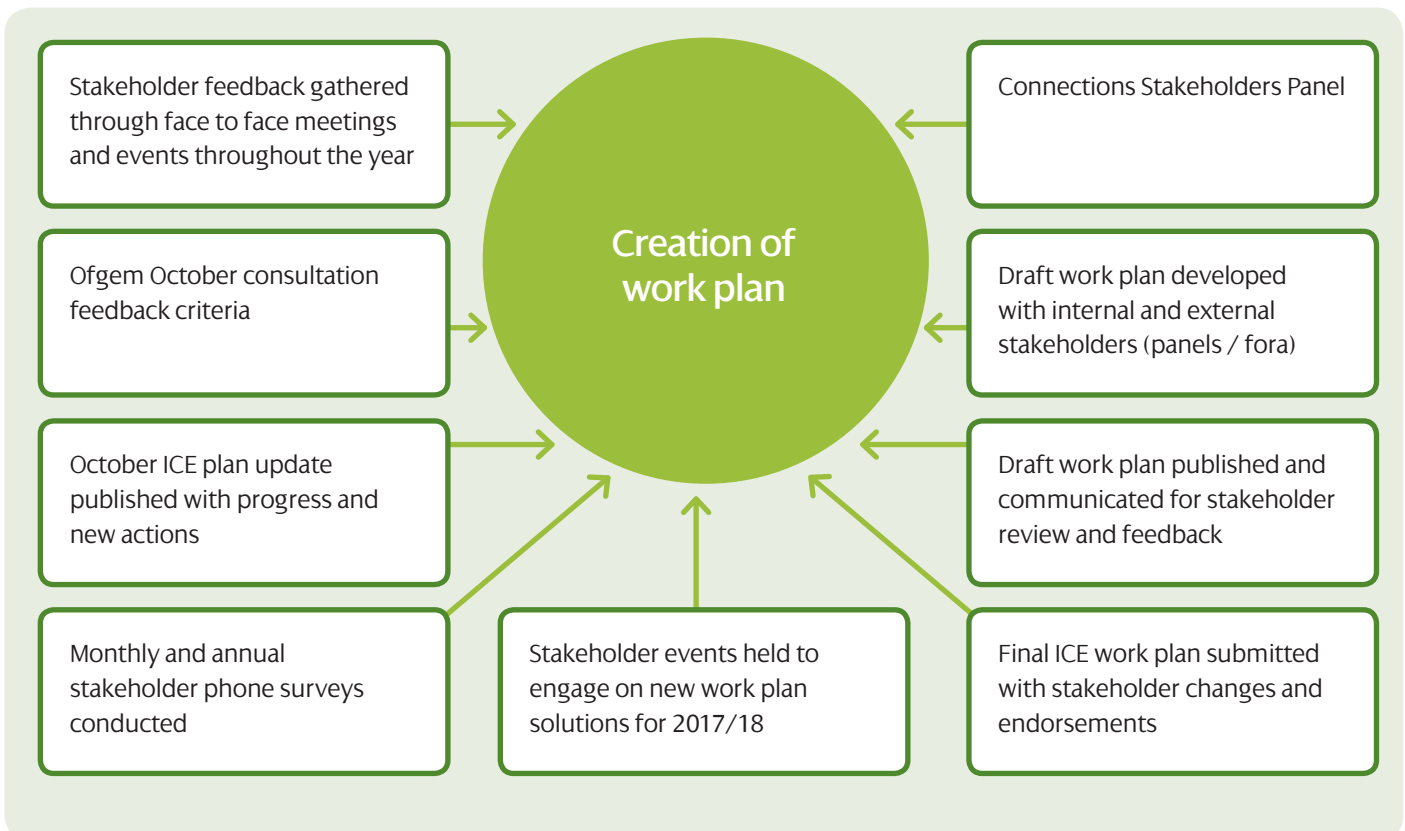 Stakeholder feedback gathered
through face to face meetings
and events throughout the year
Ofgem October consultation
feedback criteria
October ICE plan update
published with progress and
new actions
Monthly and annual
stakeholder phone surveys
conducted
Creation of
work plan
Stakeholder events held to
engage on new work plan
solutions for 2017/18
Connections Stakeholders Panel
Draft work plan developed
with internal and external
stakeholders (panels / fora)
Draft work plan published and
communicated for stakeholder
review and feedback
Final ICE work plan submitted
with stakeholder changes and
endorsements